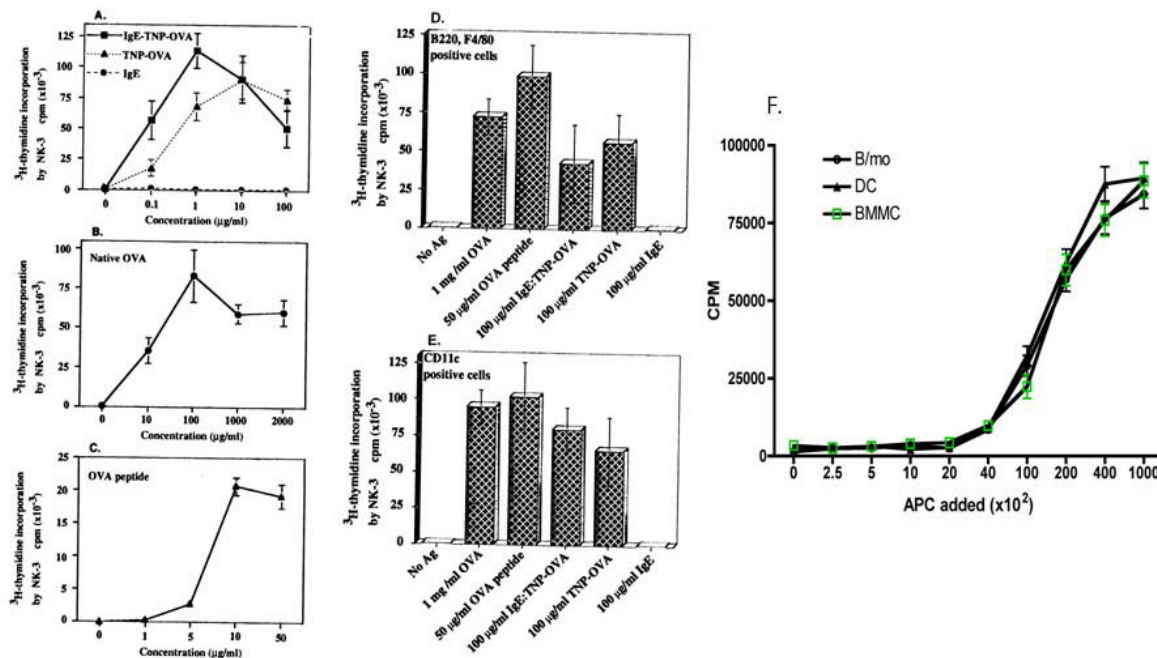 A.
³H-thymidine incorporation
by NK-3 cpm (x10⁻³)
125
100
75
50
25
0
IgE-TNP-OVA
TNP-OVA
IgE
0 0.1 1 10 100
Concentration (µg/ml)
B.
³H-thymidine incorporation
by NK-3 cpm (x10⁻³)
100
75
50
25
0
Native OVA
0 10 100 1000 2000
Concentration (µg/ml)
C.
³H-thymidine incorporation
by NK-3 cpm (x10⁻³)
25
20
15
10
5
0
OVA peptide
0 1 5 10 50
Concentration (µg/ml)
D.
³H-thymidine incorporation
by NK-3 cpm (x10⁻³)
125
100
75
50
25
0
B220, F4/80
positive cells
No Ag
1 mg /ml OVA
50 µg/ml OVA peptide
100 µg/ml IgE:TNP-OVA
100 µg/ml TNP-OVA
100 µg/ml IgE
E.
³H-thymidine incorporation
by NK-3 cpm (x10⁻³)
125
100
75
50
25
0
CD11c
positive cells
No Ag
1 mg /ml OVA
50 µg/ml OVA peptide
100 µg/ml IgE:TNP-OVA
100 µg/ml TNP-OVA
100 µg/ml IgE
F.
CPM
100000
75000
50000
25000
0
B/mo
DC
BMMC
0 2.5 5 10 20 40 100 200 400 1000
APC added (x10²)